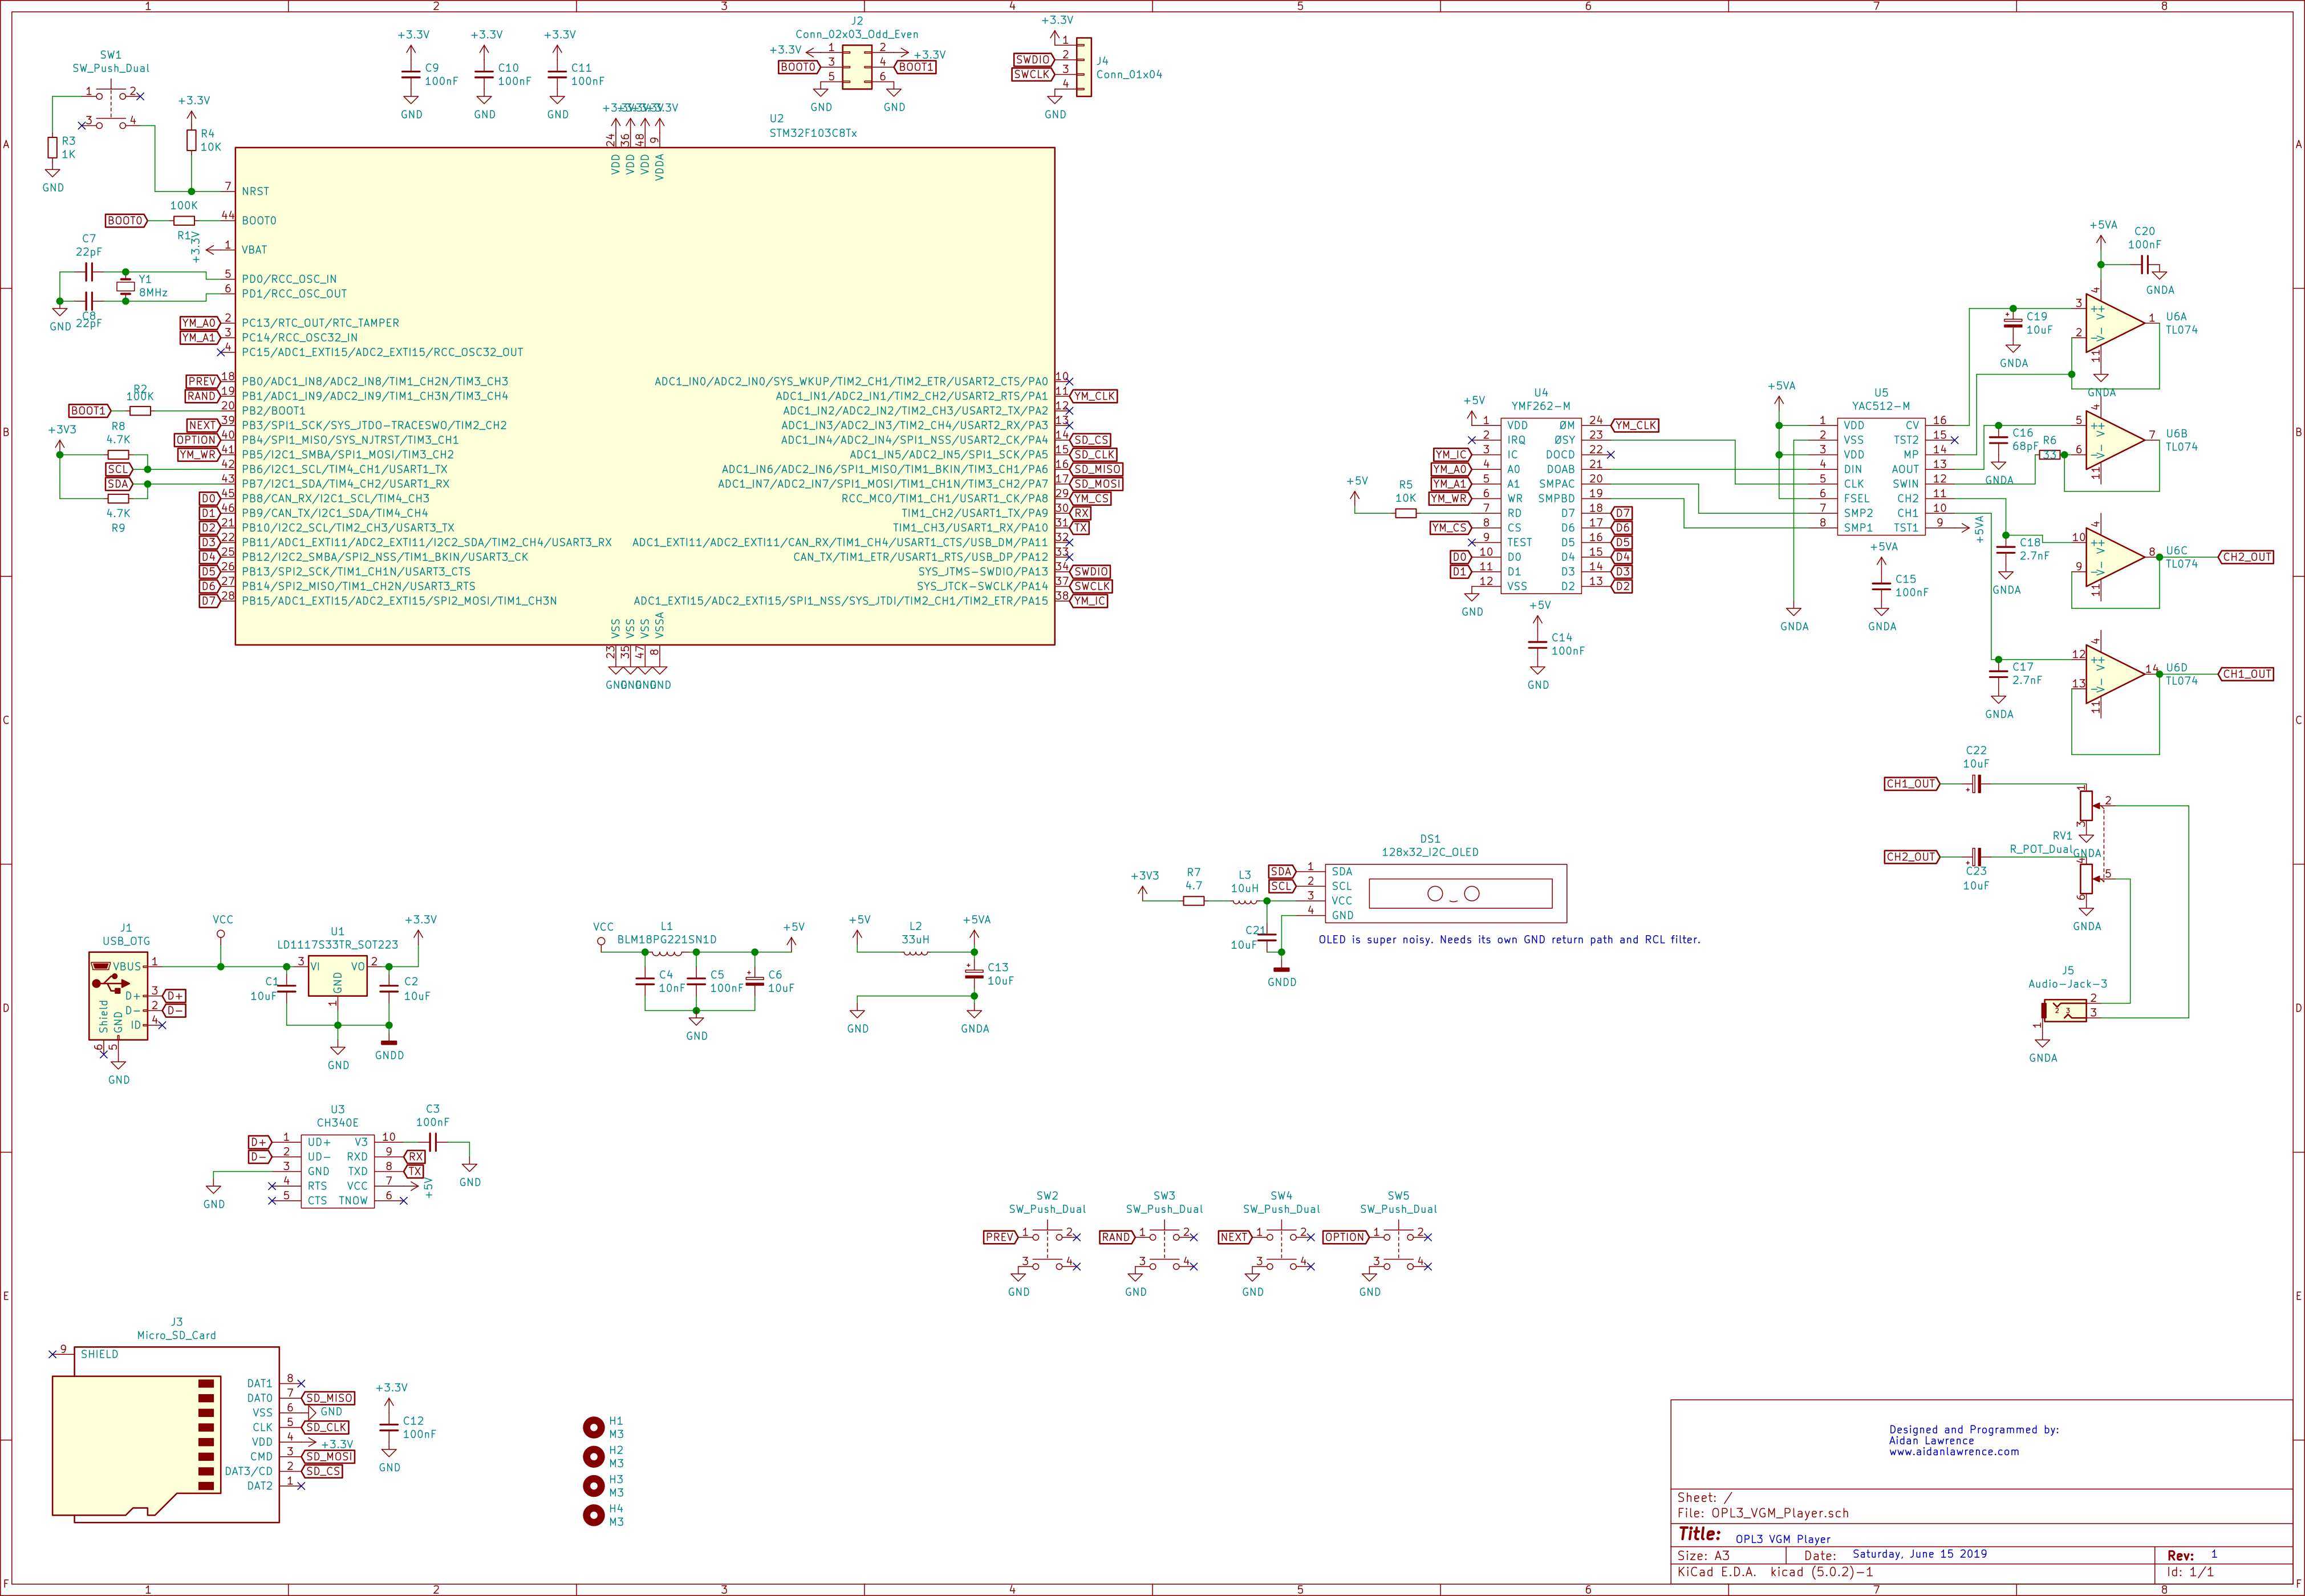 1 2 3 4 5 6 7 8
A
B
C
D
E
F
SW1
SW_Push_Dual
1 2
3 4
R3
1K
GND
+3.3V
R4
10K
+3.3V
C9
100nF
GND
+3.3V
C10
100nF
GND
+3.3V
C11
100nF
GND
J2
Conn_02x03_Odd_Even
+3.3V 1 2 +3.3V
BOOT0 3 4 BOOT1
5 6
GND GND
+3.3V
1
SWDIO 2
SWCLK 3
4
J4
Conn_01x04
GND
U2
STM32F103C8Tx
24 36 48 9
VDD VDD VDD VDDA
7 NRST
100K
BOOT0 44 BOOT0
R1
+3.3V
1 VBAT
C7
22pF
Y1
8MHz
C8
22pF
GND
5 PD0/RCC_OSC_IN
6 PD1/RCC_OSC_OUT
YM_A0 2 PC13/RTC_OUT/RTC_TAMPER
YM_A1 3 PC14/RCC_OSC32_IN
4 PC15/ADC1_EXTI15/ADC2_EXTI15/RCC_OSC32_OUT
PREV 18 PB0/ADC1_IN8/ADC2_IN8/TIM1_CH2N/TIM3_CH3
RAND 19 PB1/ADC1_IN9/ADC2_IN9/TIM1_CH3N/TIM3_CH4
R2
100K
BOOT1 20 PB2/BOOT1
NEXT 39 PB3/SPI1_SCK/SYS_JTDO-TRACESWO/TIM2_CH2
OPTION 40 PB4/SPI1_MISO/SYS_NJTRST/TIM3_CH1
YM_WR 41 PB5/I2C1_SMBA/SPI1_MOSI/TIM3_CH2
+3V3
R8
4.7K
SCL 42 PB6/I2C1_SCL/TIM4_CH1/USART1_TX
SDA 43 PB7/I2C1_SDA/TIM4_CH2/USART1_RX
4.7K
R9
D0 45 PB8/CAN_RX/I2C1_SCL/TIM4_CH3
D1 46 PB9/CAN_TX/I2C1_SDA/TIM4_CH4
D2 21 PB10/I2C2_SCL/TIM2_CH3/USART3_TX
D3 22 PB11/ADC1_EXTI11/ADC2_EXTI11/I2C2_SDA/TIM2_CH4/USART3_RX
D4 25 PB12/I2C2_SMBA/SPI2_NSS/TIM1_BKIN/USART3_CK
D5 26 PB13/SPI2_SCK/TIM1_CH1N/USART3_CTS
D6 27 PB14/SPI2_MISO/TIM1_CH2N/USART3_RTS
D7 28 PB15/ADC1_EXTI15/ADC2_EXTI15/SPI2_MOSI/TIM1_CH3N
ADC1_IN0/ADC2_IN0/SYS_WKUP/TIM2_CH1/TIM2_ETR/USART2_CTS/PA0 10
ADC1_IN1/ADC2_IN1/TIM2_CH2/USART2_RTS/PA1 11 YM_CLK
ADC1_IN2/ADC2_IN2/TIM2_CH3/USART2_TX/PA2 12
ADC1_IN3/ADC2_IN3/TIM2_CH4/USART2_RX/PA3 13
ADC1_IN4/ADC2_IN4/SPI1_NSS/USART2_CK/PA4 14 SD_CS
ADC1_IN5/ADC2_IN5/SPI1_SCK/PA5 15 SD_CLK
ADC1_IN6/ADC2_IN6/SPI1_MISO/TIM1_BKIN/TIM3_CH1/PA6 16 SD_MISO
ADC1_IN7/ADC2_IN7/SPI1_MOSI/TIM1_CH1N/TIM3_CH2/PA7 17 SD_MOSI
RCC_MCO/TIM1_CH1/USART1_CK/PA8 29 YM_CS
TIM1_CH2/USART1_TX/PA9 30 RX
TIM1_CH3/USART1_RX/PA10 31 TX
ADC1_EXTI11/ADC2_EXTI11/CAN_RX/TIM1_CH4/USART1_CTS/USB_DM/PA11 32
CAN_TX/TIM1_ETR/USART1_RTS/USB_DP/PA12 33
SYS_JTMS-SWDIO/PA13 34 SWDIO
SYS_JTCK-SWCLK/PA14 37 SWCLK
ADC1_EXTI15/ADC2_EXTI15/SPI1_NSS/SYS_JTDI/TIM2_CH1/TIM2_ETR/PA15 38 YM_IC
VSS VSS VSS VSSA
23 35 47 8
GND
+5V
R5
10K
U4
YMF262-M
+5V
1 VDD ØM 24 YM_CLK
2 IRQ ØSY 23
YM_IC 3 IC DOCD 22
YM_A0 4 A0 DOAB 21
YM_A1 5 A1 SMPAC 20
YM_WR 6 WR SMPBD 19
7 RD D7 18 D7
YM_CS 8 CS D6 17 D6
9 TEST D5 16 D5
D0 10 D0 D4 15 D4
D1 11 D1 D3 14 D3
12 VSS D2 13 D2
GND
+5V
C14
100nF
GND
+5VA
U5
YAC512-M
1 VDD CV 16
2 VSS TST2 15
3 VDD MP 14
4 DIN AOUT 13
5 CLK SWIN 12
6 FSEL CH2 11
7 SMP2 CH1 10
8 SMP1 TST1 9 +5VA
GNDA
+5VA
C15
100nF
GNDA
+5VA
C20
100nF
GNDA
4
3 + V+ 1
2 - V-
11
U6A
TL074
C19
10uF
GNDA
GNDA
4
5 + V+ 7
6 - V-
11
U6B
TL074
C16
68pF
GNDA
R6
33
4
10 + V+ 8
9 - V-
11
U6C
TL074
CH2_OUT
C18
2.7nF
GNDA
4
12 + V+ 14
13 - V-
11
U6D
TL074
CH1_OUT
C17
2.7nF
GNDA
C22
10uF
CH1_OUT
1 2 3
RV1
R_POT_Dual
GNDA
CH2_OUT
C23
10uF
4 5 6
GNDA
J5
Audio-Jack-3
2
3
1
GNDA
DS1
128x32_I2C_OLED
+3V3
R7
4.7
L3
10uH
SDA 1 SDA
SCL 2 SCL
3 VCC
4 GND
C21
10uF
GNDD
OLED is super noisy. Needs its own GND return path and RCL filter.
J1
USB_OTG
VBUS 1
D+ 3 D+
D- 2 D-
ID 4
Shield GND
6 5
GND
VCC
C1
10uF
U1
LD1117S33TR_SOT223
3 VI VO 2
GND
1
GND
+3.3V
C2
10uF
GNDD
VCC
L1
BLM18PG221SN1D
+5V
C4
10nF
C5
100nF
C6
10uF
GND
+5V
L2
33uH
+5VA
C13
10uF
GND
GNDA
U3
CH340E
D+ 1 UD+ V3 10
D- 2 UD- RXD 9 RX
3 GND TXD 8 TX
4 RTS VCC 7 +5V
5 CTS TNOW 6
GND
C3
100nF
GND
SW2
SW_Push_Dual
PREV 1 2
3 4
GND
SW3
SW_Push_Dual
RAND 1 2
3 4
GND
SW4
SW_Push_Dual
NEXT 1 2
3 4
GND
SW5
SW_Push_Dual
OPTION 1 2
3 4
GND
J3
Micro_SD_Card
9 SHIELD
DAT1 8
DAT0 7 SD_MISO
VSS 6 GND
CLK 5 SD_CLK
VDD 4 +3.3V
CMD 3 SD_MOSI
DAT3/CD 2 SD_CS
DAT2 1
+3.3V
C12
100nF
GND
H1
M3
H2
M3
H3
M3
H4
M3
Designed and Programmed by:
Aidan Lawrence
www.aidanlawrence.com
Sheet: /
File: OPL3_VGM_Player.sch
Title: OPL3 VGM Player
Size: A3 Date: Saturday, June 15 2019 Rev: 1
KiCad E.D.A. kicad (5.0.2)-1 Id: 1/1
1 2 3 4 5 6 7 8
A
B
C
D
E
F